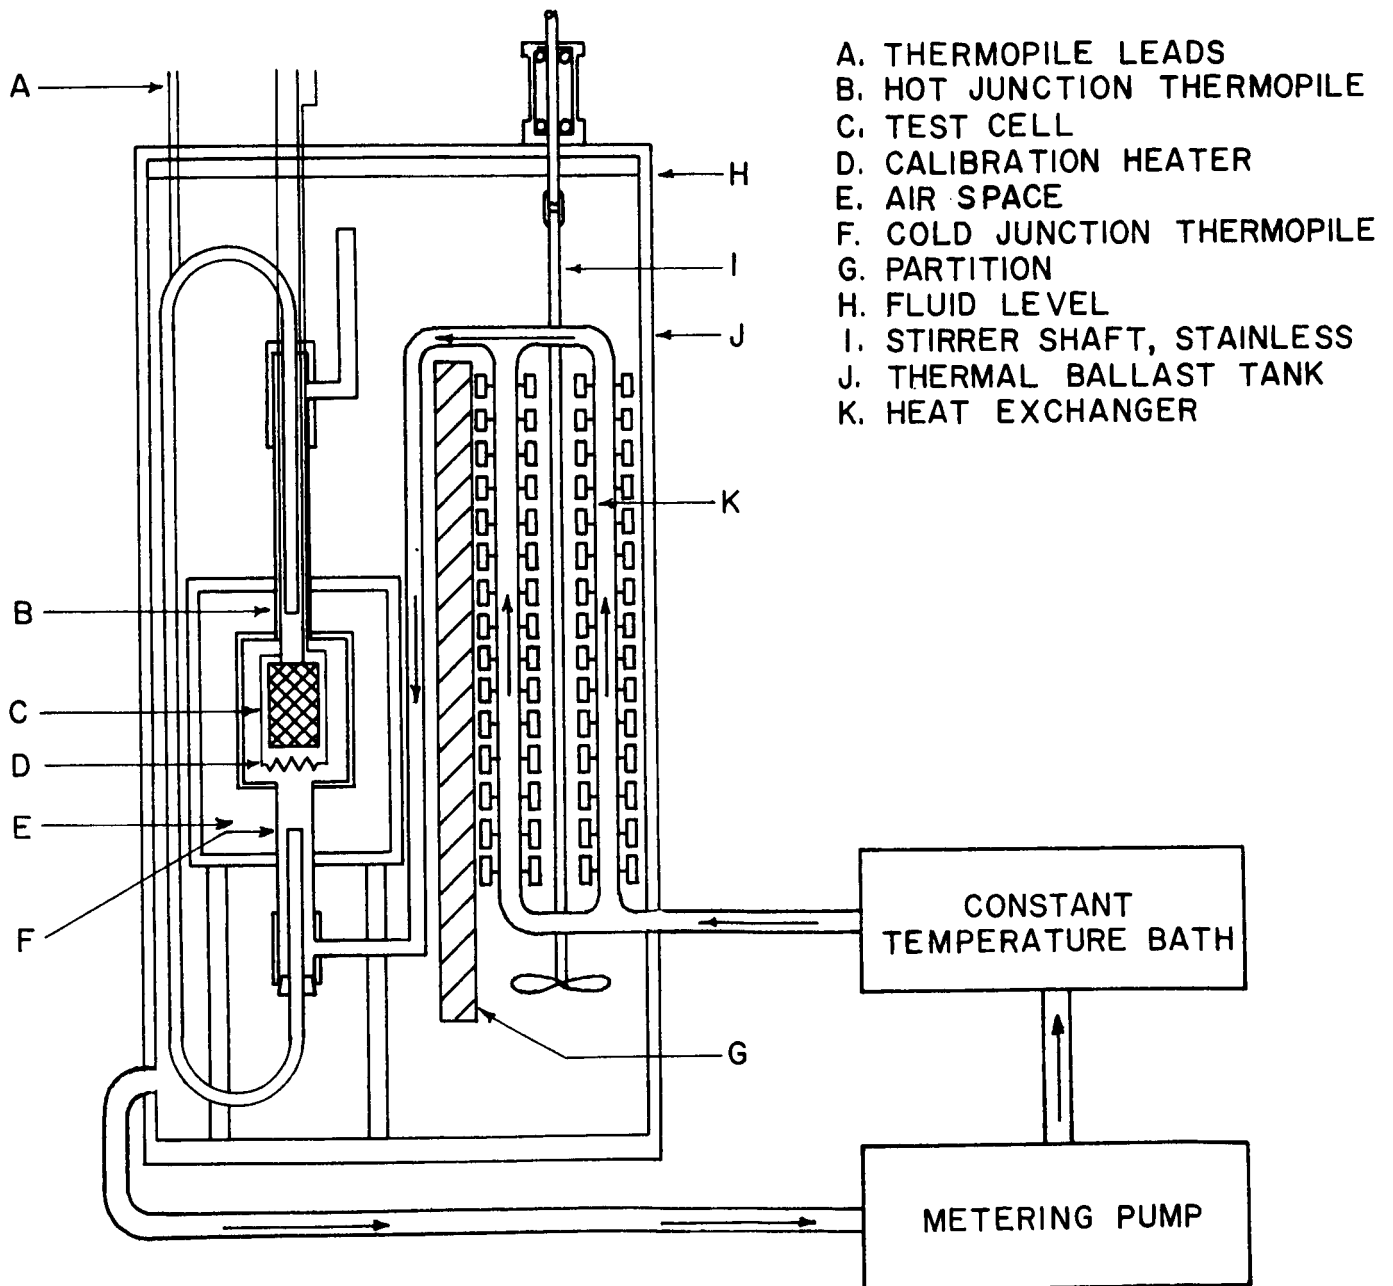 A
A. THERMOPILE LEADS
B. HOT JUNCTION THERMOPILE
C. TEST CELL
D. CALIBRATION HEATER
E. AIR SPACE
F. COLD JUNCTION THERMOPILE
G. PARTITION
H. FLUID LEVEL
I. STIRRER SHAFT, STAINLESS
J. THERMAL BALLAST TANK
K. HEAT EXCHANGER
H
I
J
K
B
C
D
E
F
G
CONSTANT
TEMPERATURE BATH
METERING PUMP